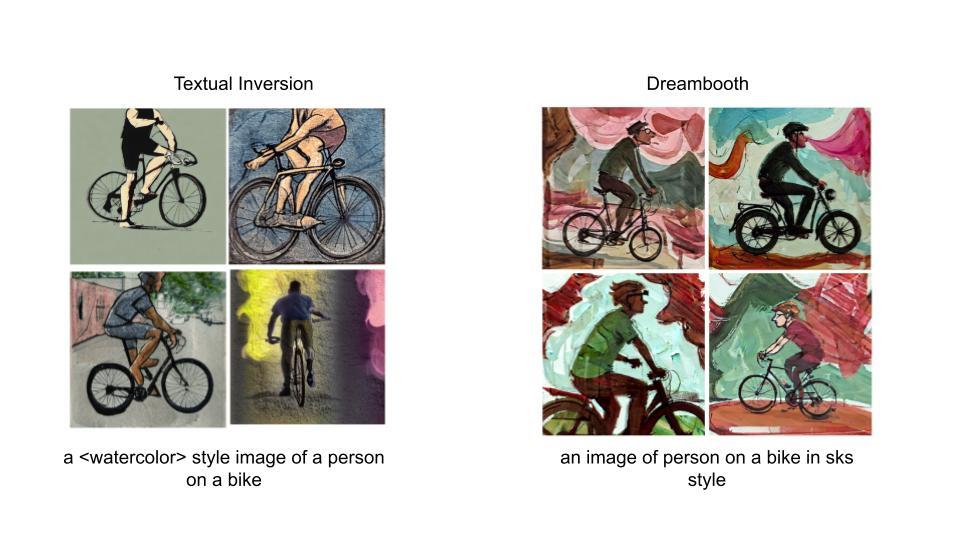 Textual Inversion
Dreambooth
a <watercolor> style image of a person
on a bike
an image of person on a bike in sks
style